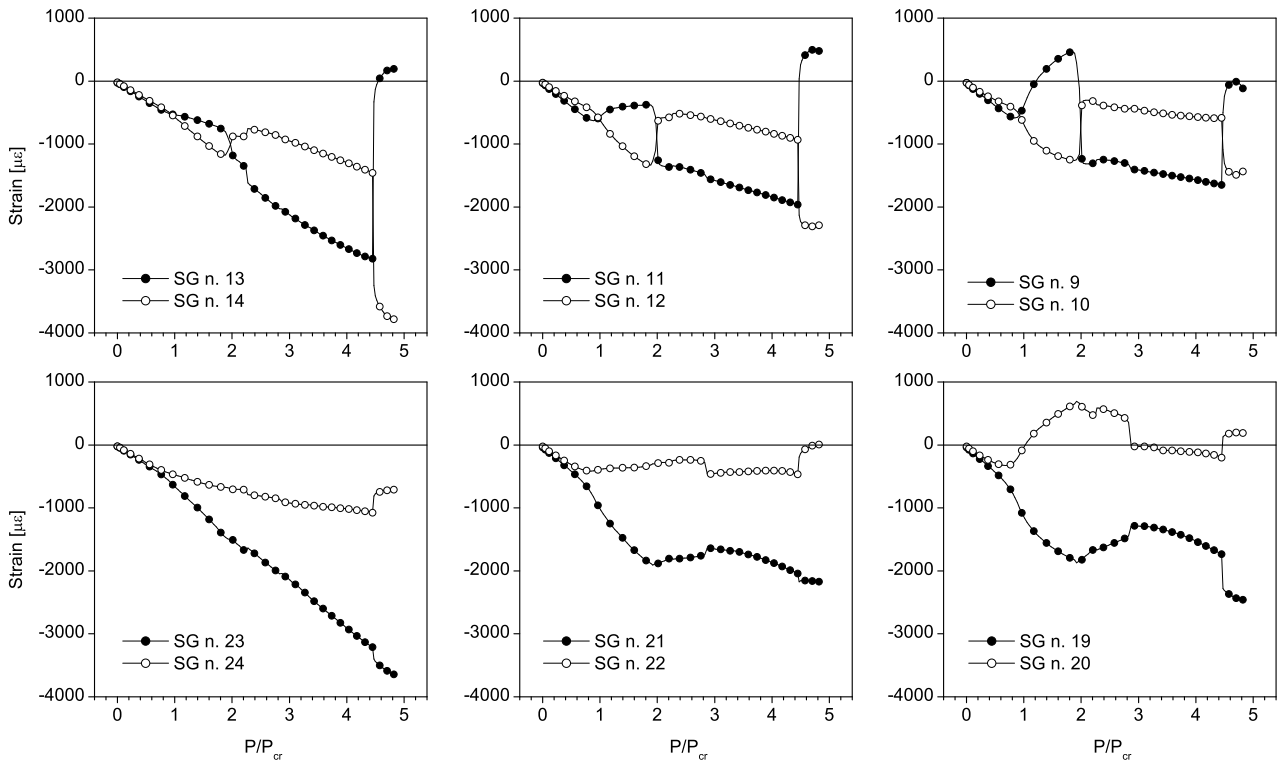 1000 1000 1000
0 0 0
-1000 -1000 -1000
-2000 -2000 -2000
-3000 -3000 -3000
-4000 -4000 -4000
Strain [με]
SG n. 13
SG n. 14
SG n. 11
SG n. 12
SG n. 9
SG n. 10
0 1 2 3 4 5 0 1 2 3 4 5 0 1 2 3 4 5
1000 1000 1000
0 0 0
-1000 -1000 -1000
-2000 -2000 -2000
-3000 -3000 -3000
-4000 -4000 -4000
Strain [με]
SG n. 23
SG n. 24
SG n. 21
SG n. 22
SG n. 19
SG n. 20
0 1 2 3 4 5 0 1 2 3 4 5 0 1 2 3 4 5
P/Pcr P/Pcr P/Pcr